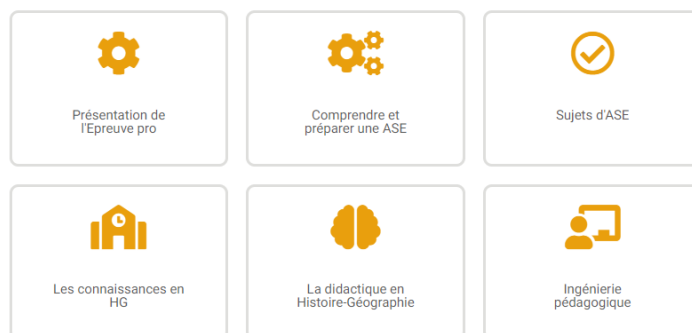 Présentation de
l'Epreuve pro
Comprendre et
préparer une ASE
Sujets d'ASE
Les connaissances en
HG
La didactique en
Histoire-Géographie
Ingénierie
pédagogique